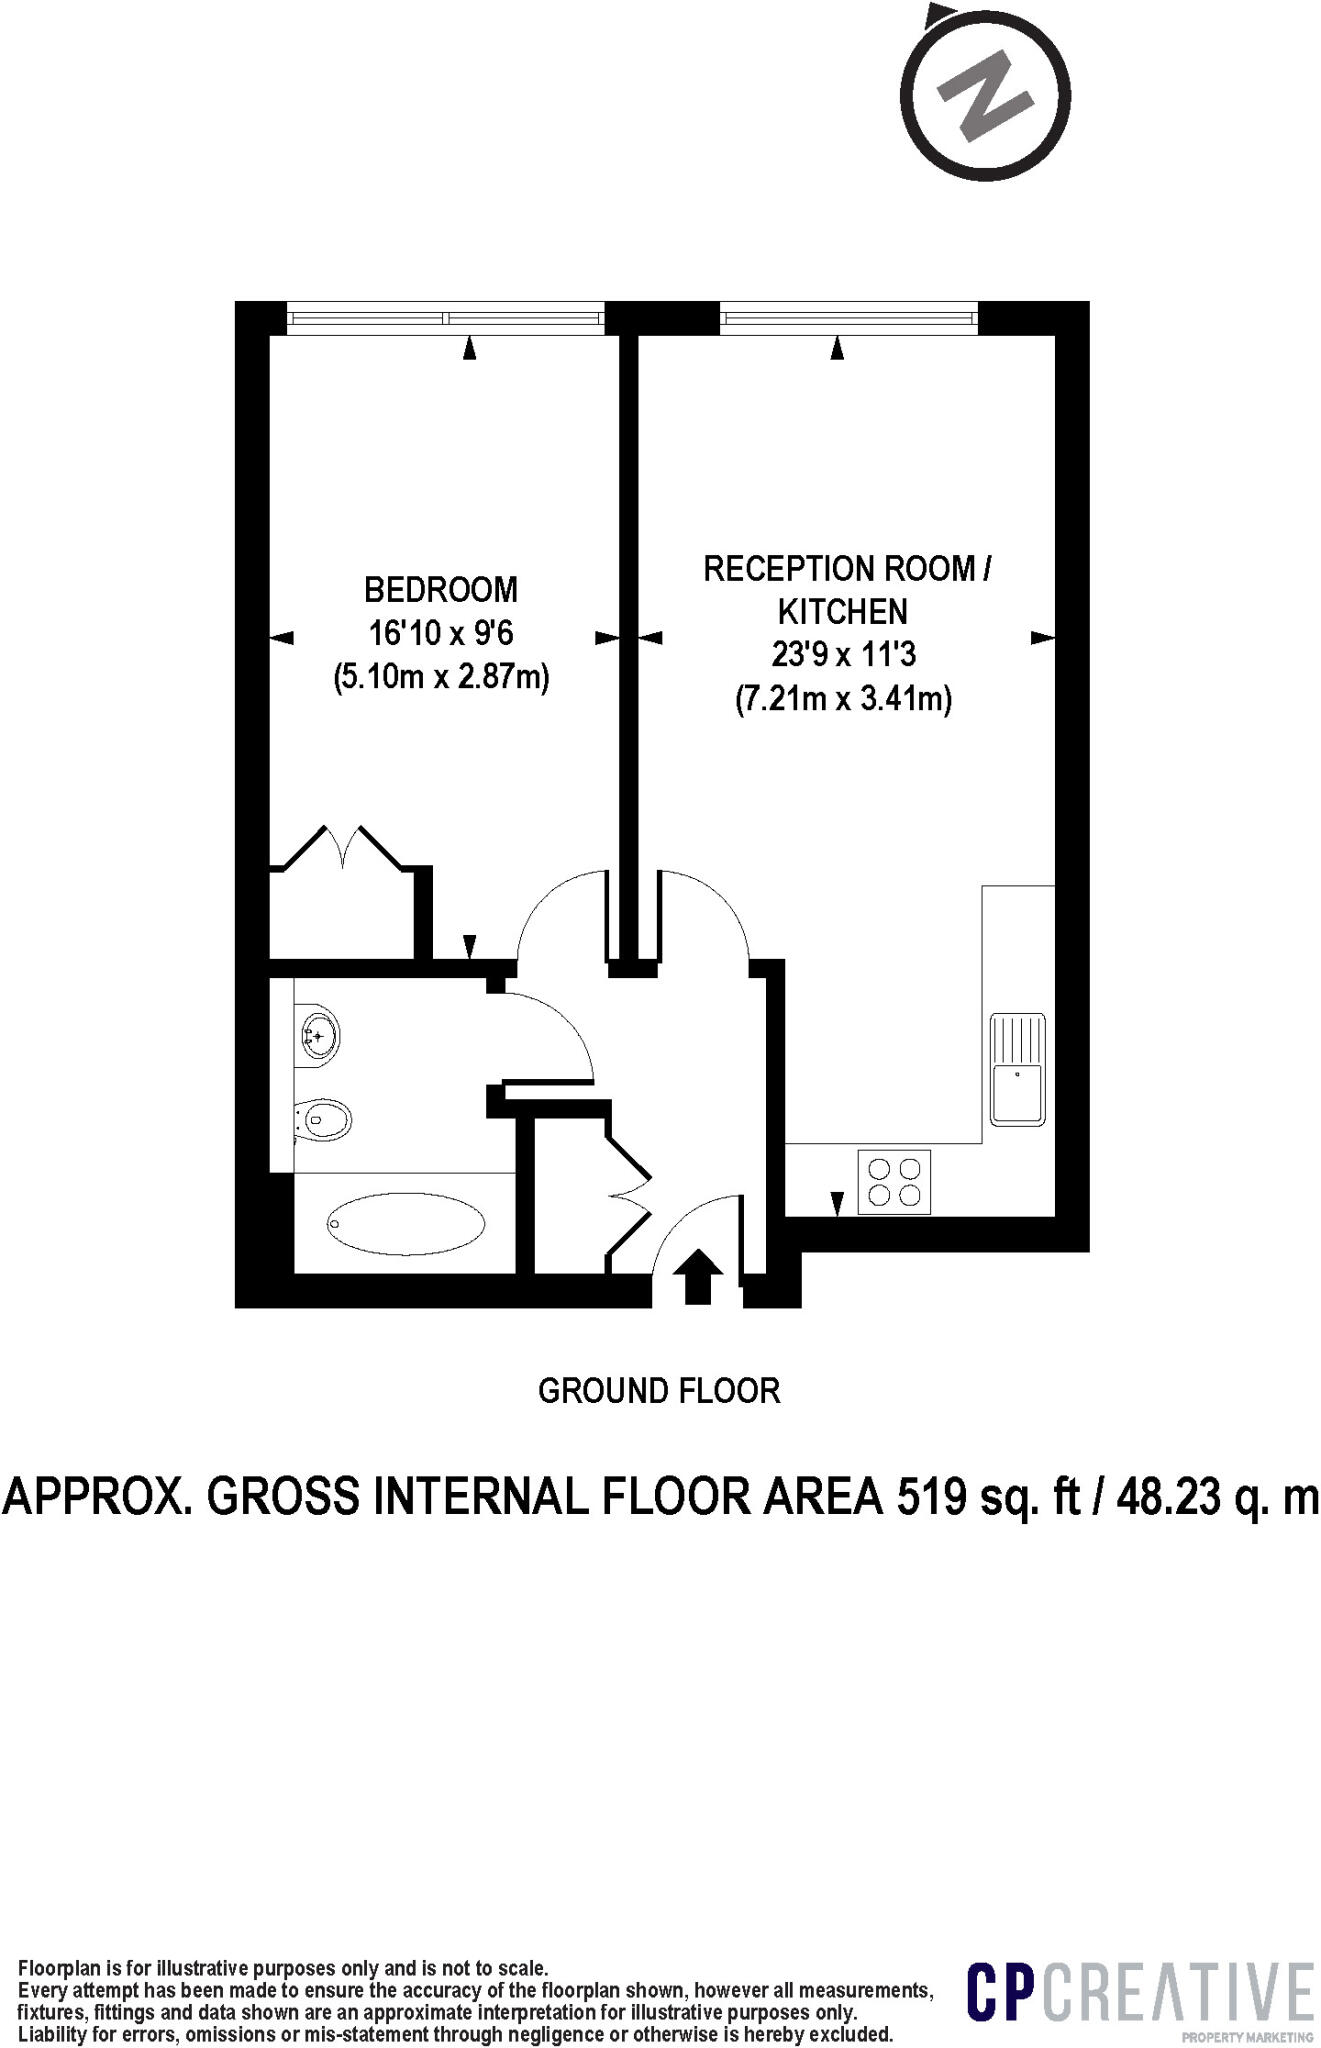 N
BEDROOM
16'10 x 9'6
(5.10m x 2.87m)
RECEPTION ROOM /
KITCHEN
23'9 x 11'3
(7.21m x 3.41m)
GROUND FLOOR
APPROX. GROSS INTERNAL FLOOR AREA 519 sq. ft / 48.23 q. m
Floorplan is for illustrative purposes only and is not to scale.
Every attempt has been made to ensure the accuracy of the floorplan shown, however all measurements,
fixtures, fittings and data shown are an approximate interpretation for illustrative purposes only.
Liability for errors, omissions or mis-statement through negligence or otherwise is hereby excluded.
CPCREATIVE
PROPERTY MARKETING